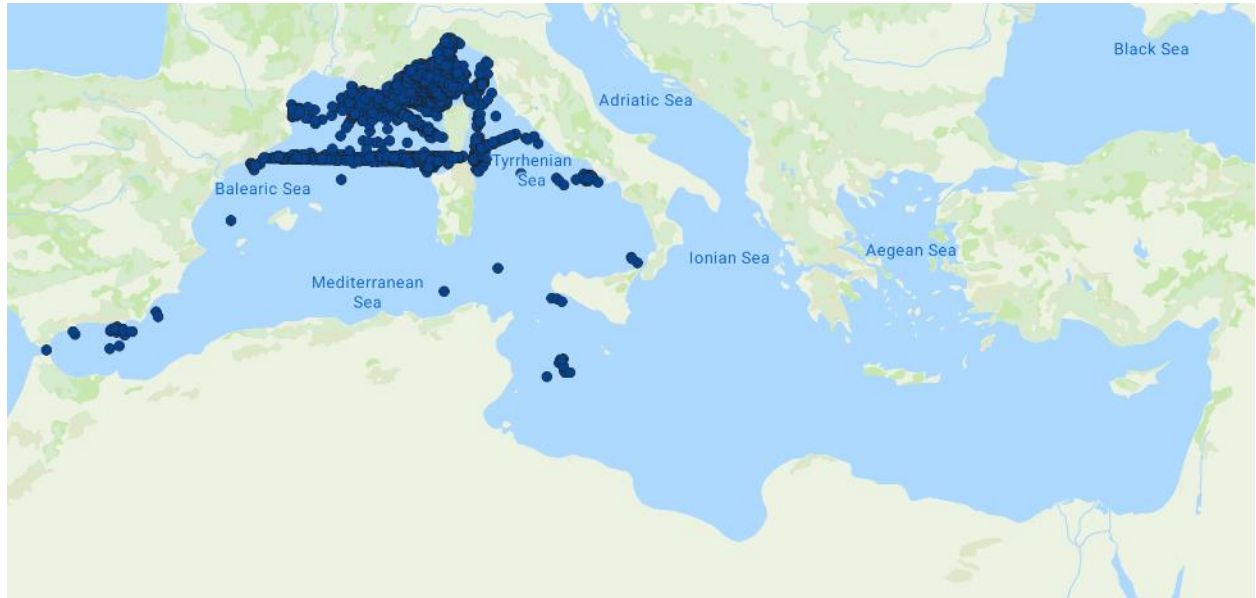 Black Sea
Adriatic Sea
Tyrrhenian
Sea
Balearic Sea
Ionian Sea
Aegean Sea
Mediterranean
Sea